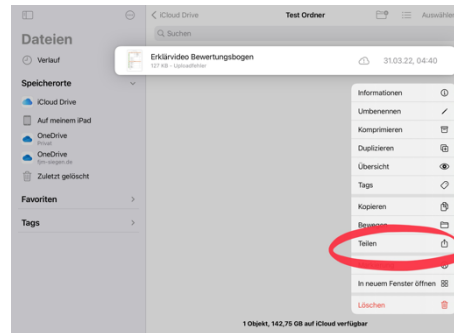 iCloud Drive
Test Ordner
Auswählen
Dateien
Suchen
Verlauf
Erklärvideo Bewertungsbogen
127 KB – Uploadfehler
31.03.22, 04:40
Speicherorte
iCloud Drive
Auf meinem iPad
OneDrive
Privat
OneDrive
Zuletzt gelöscht
Favoriten
Tags
Informationen
Umbenennen
Komprimieren
Duplizieren
Übersicht
Tags
Kopieren
Bewegen
Teilen
In neuem Fenster öffnen
Löschen
1 Objekt, 142,75 GB auf iCloud verfügbar